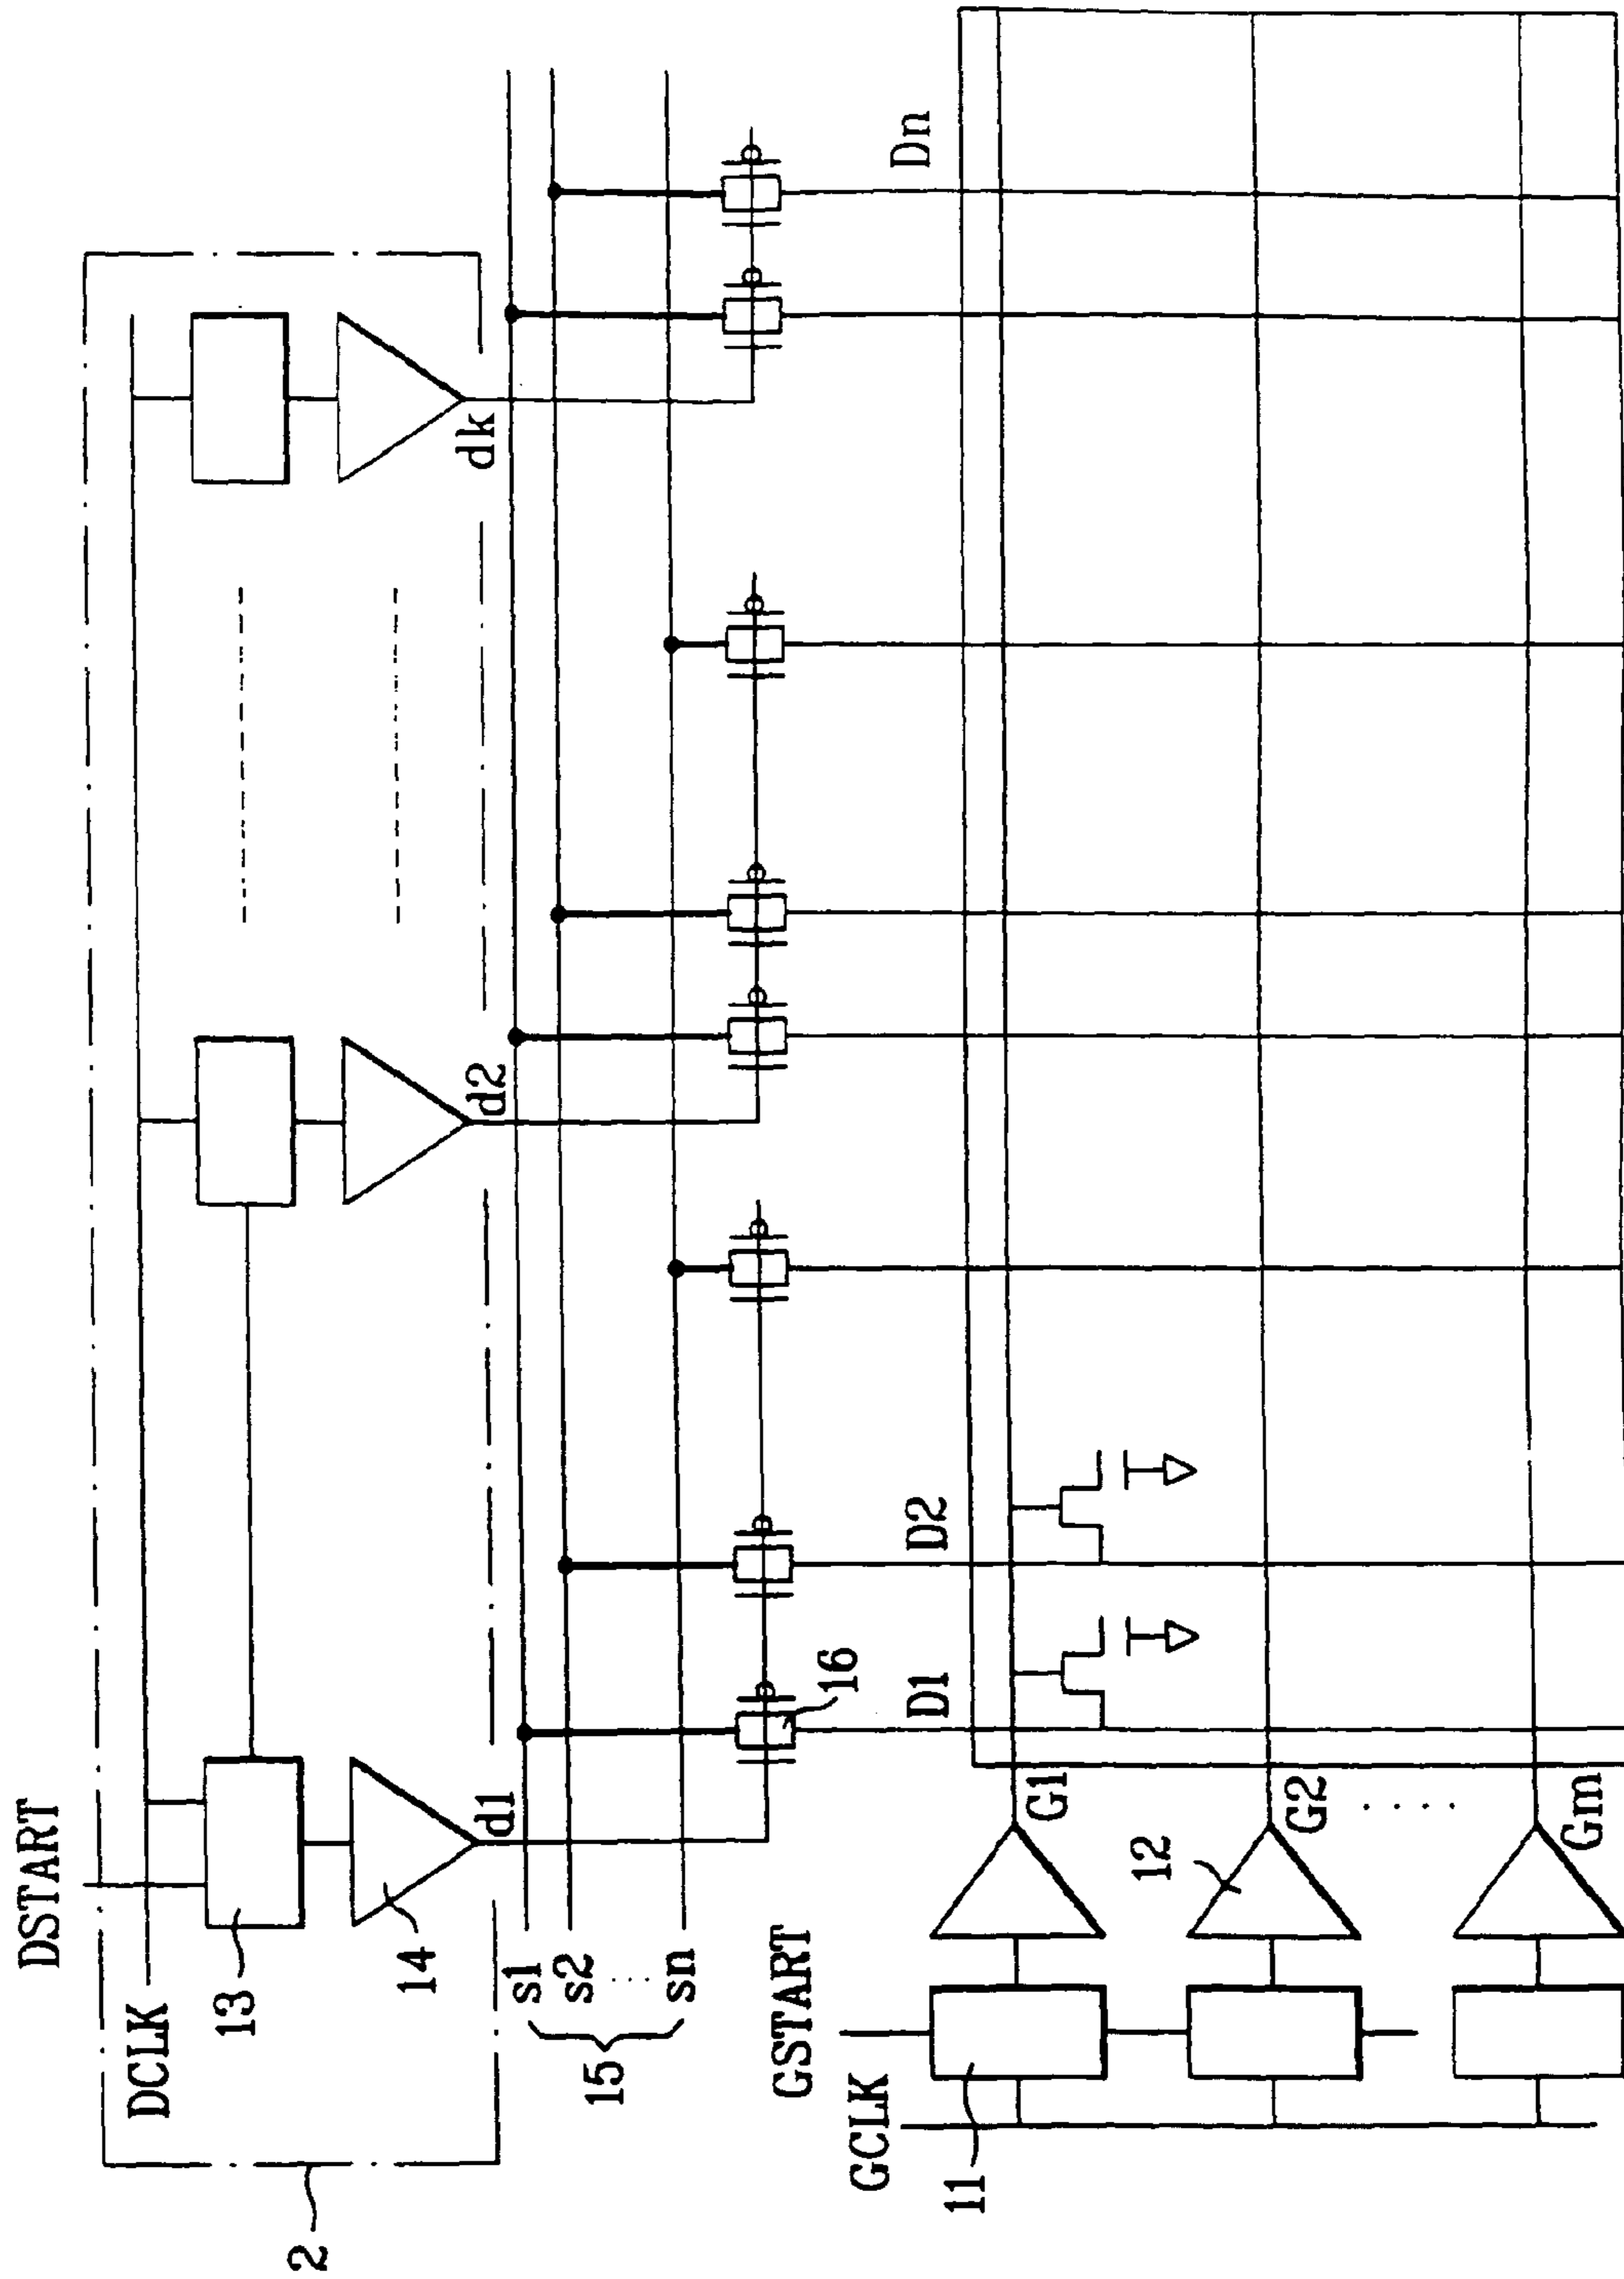 DSTART
DCLK
13
14
2
d1
d2
dk
s1
s2
.....
sn
15
16
D1
D2
Dn
GSTART
GCLK
11
12
G1
G2
.....
Gm